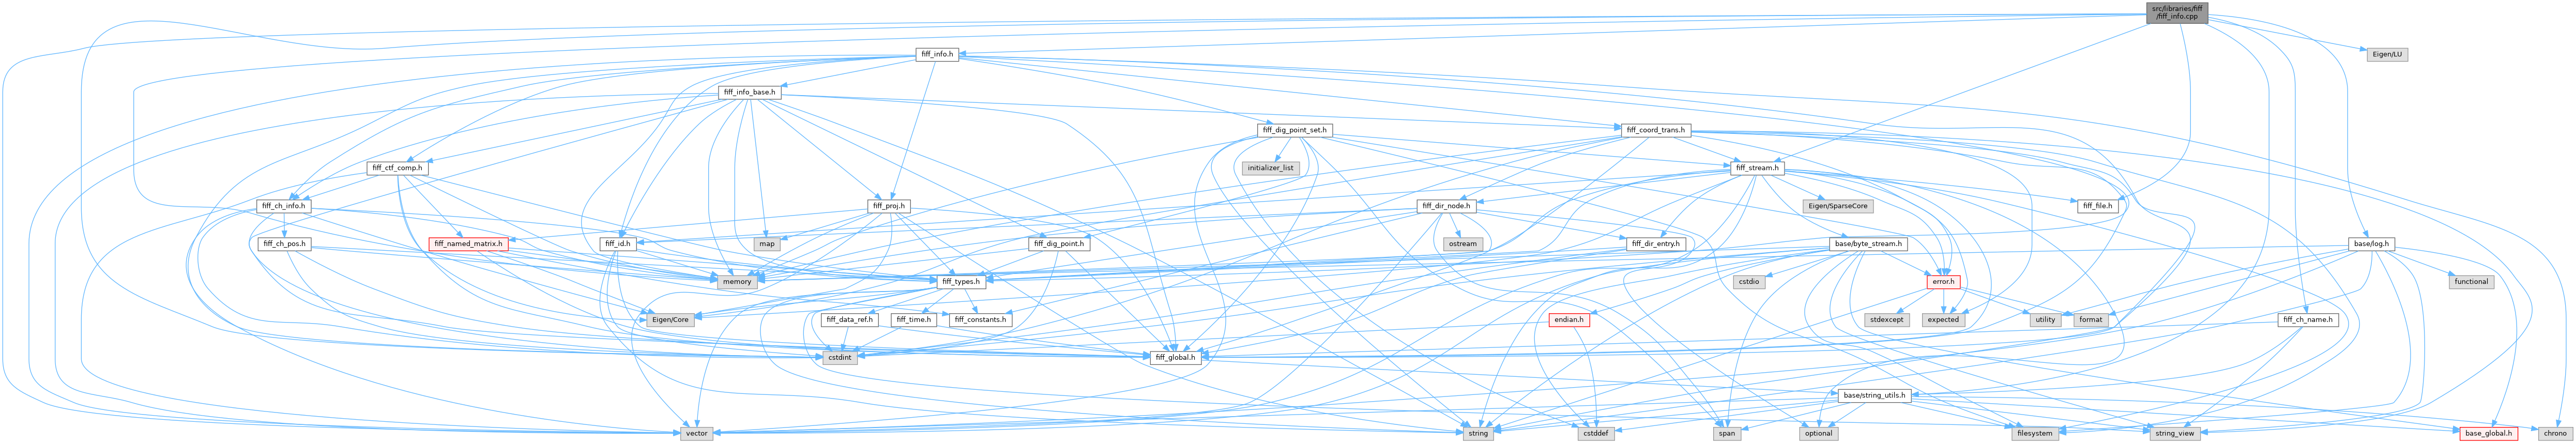 src/libraries/fiff
/fiff_info.cpp
fiff_info.h
Eigen/LU
fiff_info_base.h
fiff_dig_point_set.h
fiff_coord_trans.h
fiff_ctf_comp.h
initializer_list
fiff_stream.h
fiff_ch_info.h
fiff_proj.h
fiff_dir_node.h
Eigen/SparseCore
fiff_file.h
fiff_ch_pos.h
fiff_named_matrix.h
fiff_id.h
map
fiff_dig_point.h
ostream
fiff_dir_entry.h
base/byte_stream.h
base/log.h
memory
fiff_types.h
cstdio
error.h
functional
Eigen/Core
fiff_data_ref.h
fiff_time.h
fiff_constants.h
endian.h
stdexcept
expected
utility
format
fiff_ch_name.h
cstdint
fiff_global.h
base/string_utils.h
vector
string
cstddef
span
optional
filesystem
string_view
base_global.h
chrono